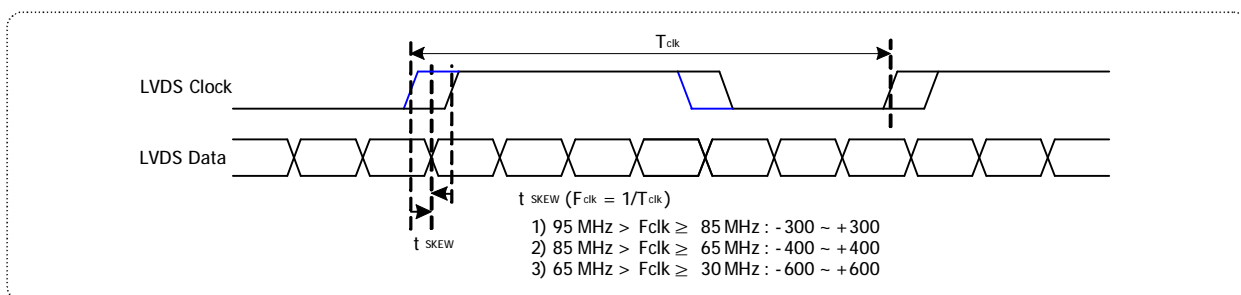 Tclk
LVDS Clock
LVDS Data
t SKEW (Fclk = 1/Tclk)
1) 95 MHz > Fclk ≥ 85 MHz : -300 ~ +300
2) 85 MHz > Fclk ≥ 65 MHz : -400 ~ +400
3) 65 MHz > Fclk ≥ 30 MHz : -600 ~ +600
t SKEW